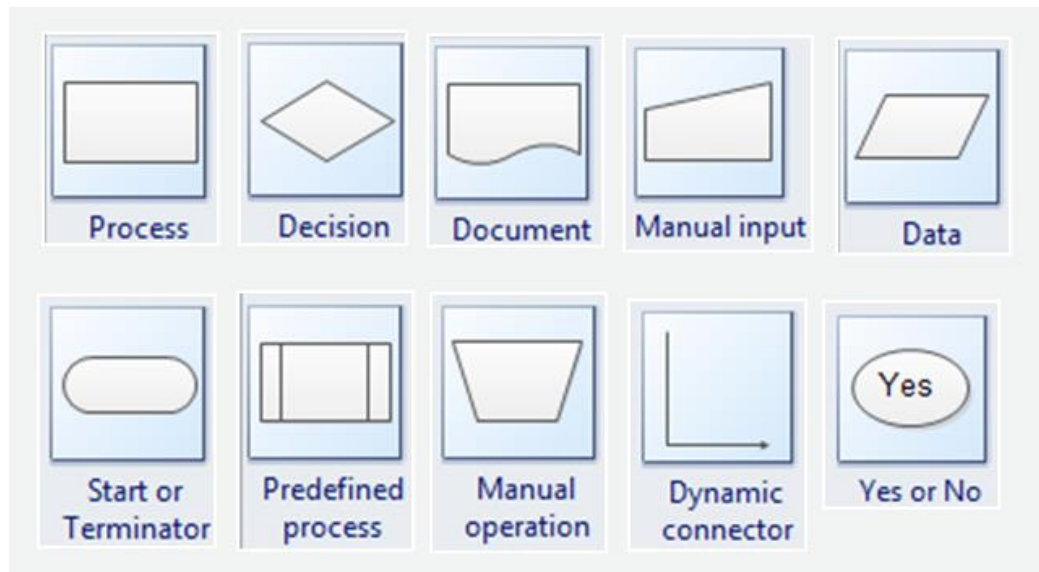 Process
Decision
Document
Manual input
Data
Start or
Terminator
Predefined
process
Manual
operation
Dynamic
connector
Yes
Yes or No